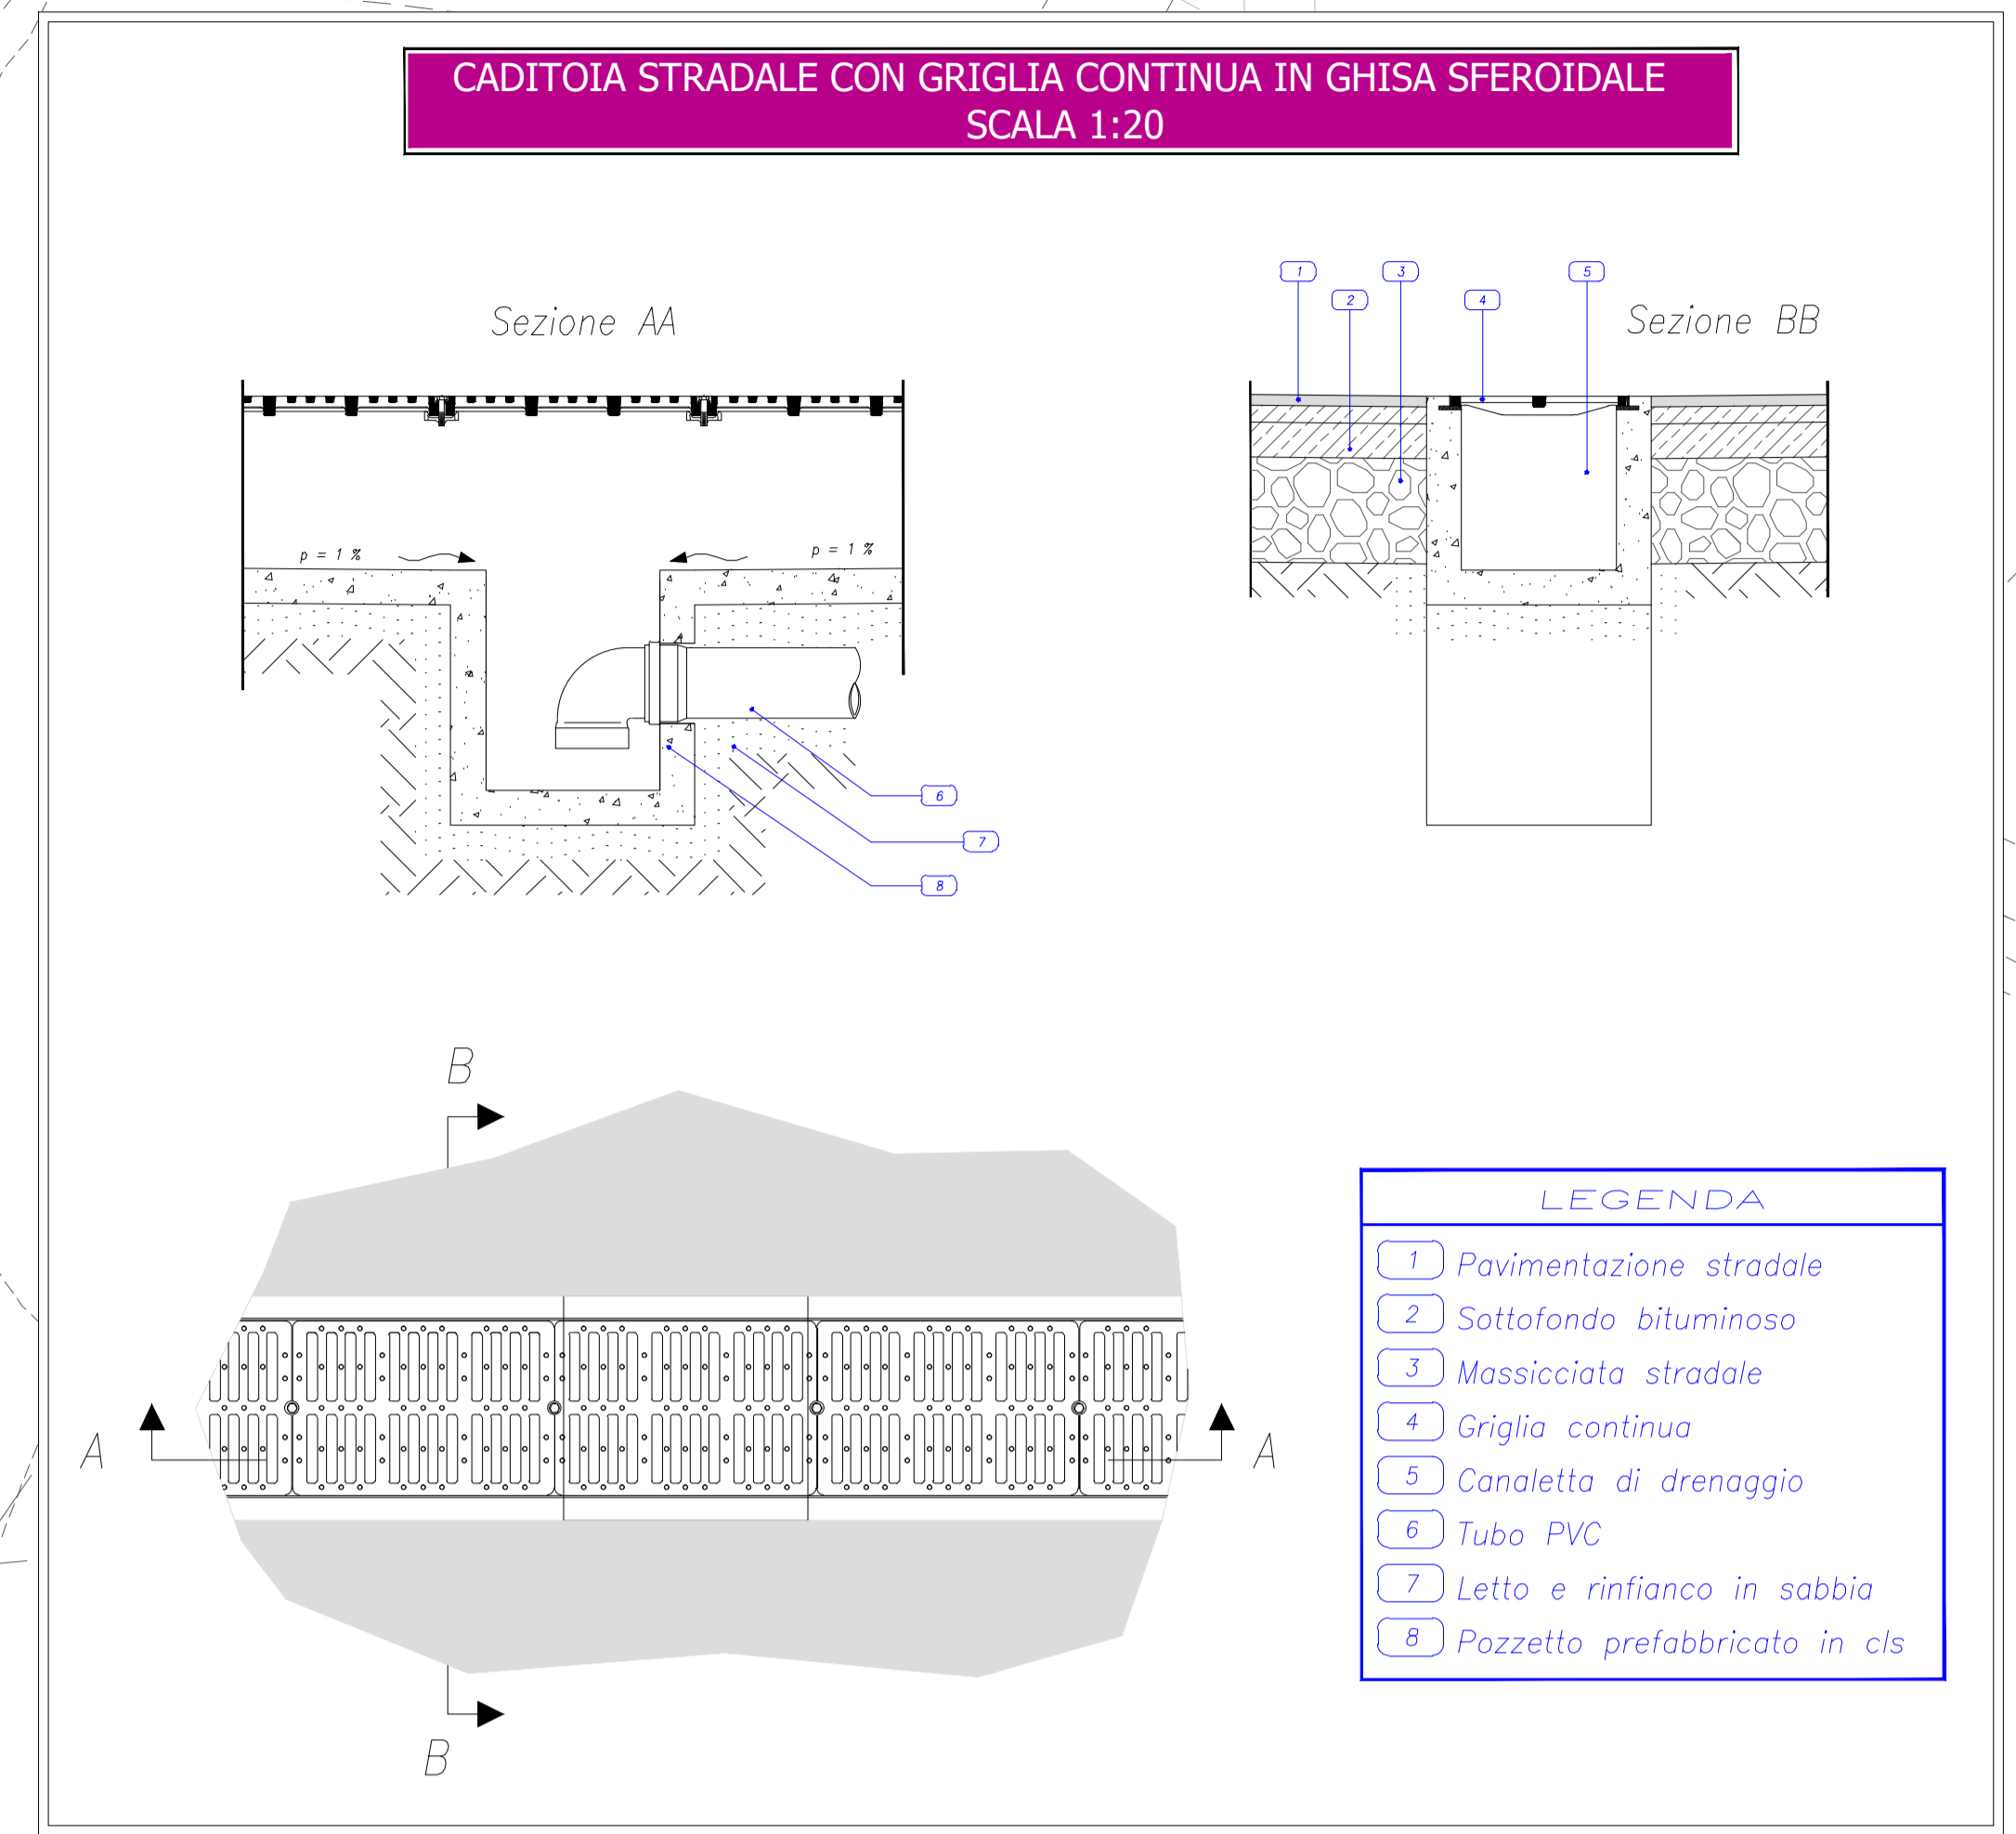 CADITOIA STRADALE CON GRIGLIA CONTINUA IN GHISA SFEROIDALE
SCALA 1:20
1
3
5
2
4
Sezione AA
Sezione BB
p = 1 %
p = 1 %
6
7
8
B
A
A
B
LEGENDA
1 Pavimentazione stradale
2 Sottofondo bituminoso
3 Massicciata stradale
4 Griglia continua
5 Canaletta di drenaggio
6 Tubo PVC
7 Letto e rinfianco in sabbia
8 Pozzetto prefabbricato in cls